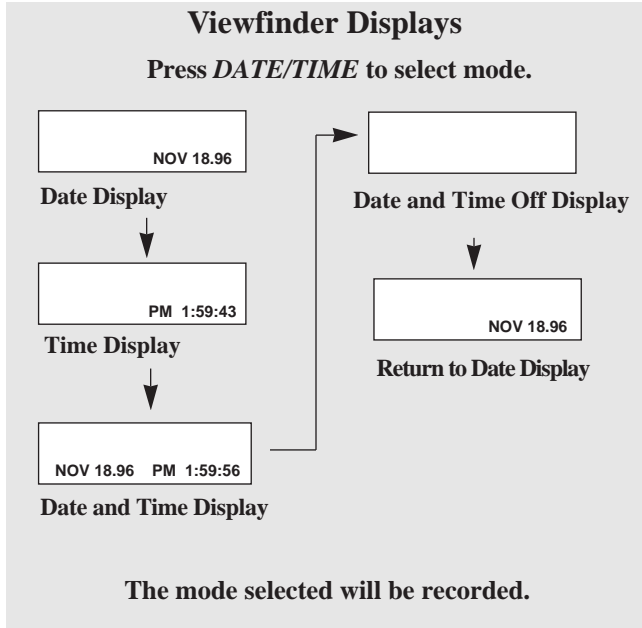 Viewfinder Displays
Press DATE/TIME to select mode.
NOV 18.96
Date Display
PM 1:59:43
Time Display
NOV 18.96 PM 1:59:56
Date and Time Display
Date and Time Off Display
NOV 18.96
Return to Date Display
The mode selected will be recorded.